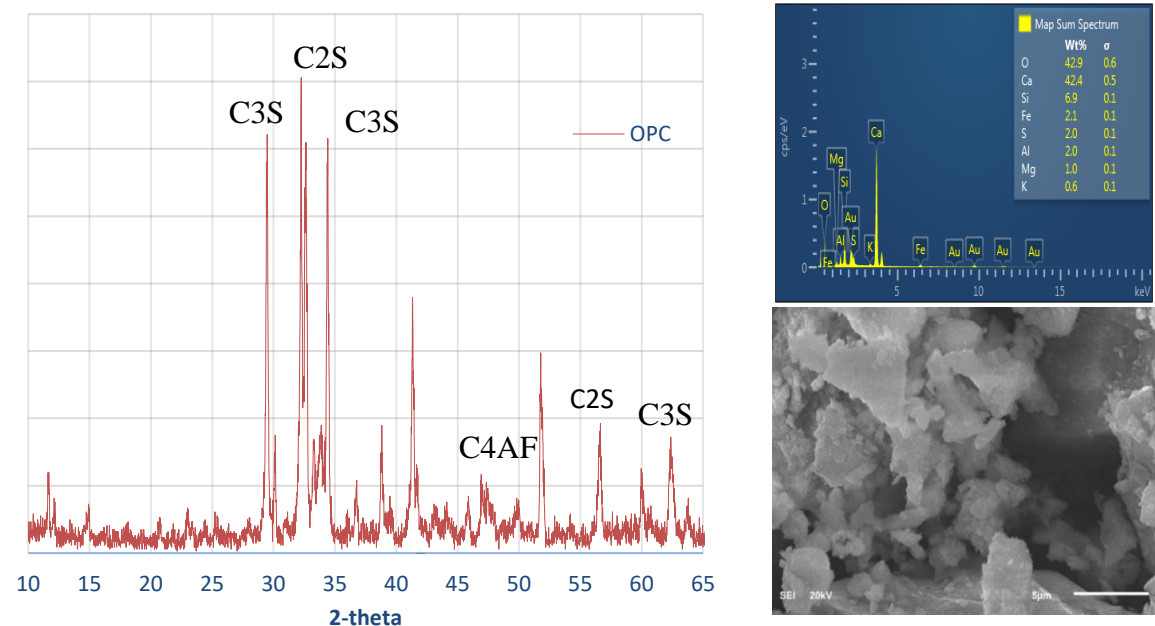 C2S
C3S
C3S
OPC
C2S
C3S
C4AF
10 15 20 25 30 35 40 45 50 55 60 65
2-theta
Map Sum Spectrum
Wt% σ
O 42.9 0.6
Ca 42.4 0.5
Si 6.9 0.1
Fe 2.1 0.1
S 2.0 0.1
Al 2.0 0.1
Mg 1.0 0.1
K 0.6 0.1
cps/eV
3
2
1
0
Ca
Mg
Si
O
Au
Al
S
K
Fe
Fe
Au
Au
Au
Au
5 10 15 keV
SEI 20kV 5µm